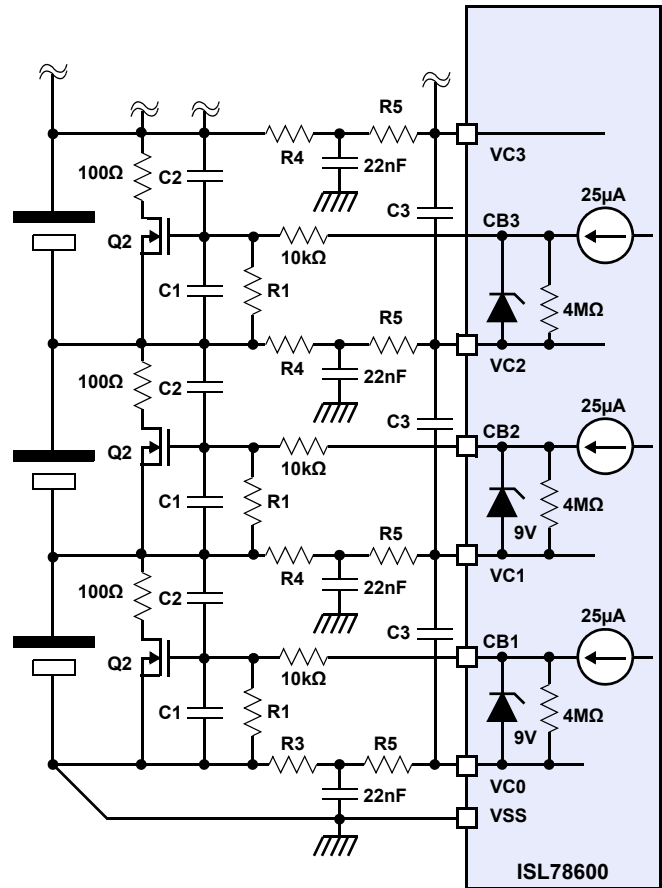 R5
VC3
R4
22nF
100Ω
C2
25µA
C3
CB3
Q2
10kΩ
C1
R1
4MΩ
R5
VC2
R4
22nF
100Ω
C2
25µA
C3
CB2
Q2
10kΩ
C1
R1
4MΩ
9V
R5
VC1
R4
22nF
100Ω
C2
25µA
C3
CB1
Q2
10kΩ
C1
R1
4MΩ
9V
R3
R5
VC0
22nF
VSS
ISL78600